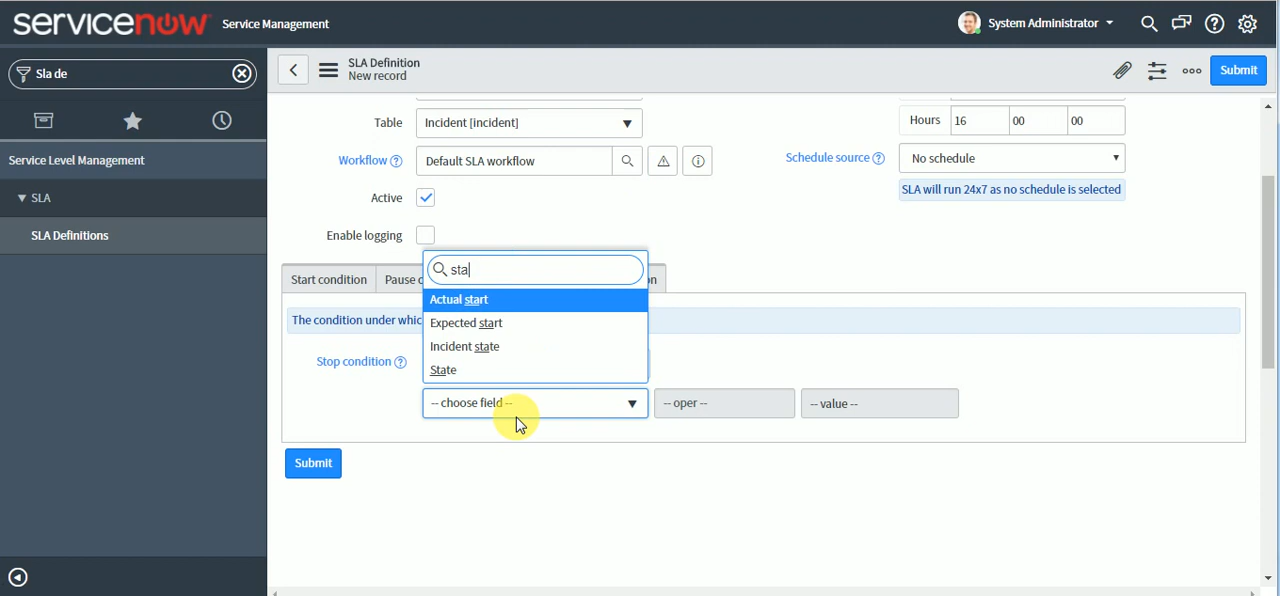 servicenow Service Management
System Administrator
Sla de
Service Level Management
SLA
SLA Definitions
SLA Definition
New record
Submit
Table
Incident [incident]
Hours
16
00
00
Workflow
Default SLA workflow
Schedule source
No schedule
SLA will run 24x7 as no schedule is selected
Active
Enable logging
sta
Start condition
Pause c
n
Actual start
The condition under whic
Expected start
Incident state
Stop condition
State
-- choose field --
-- oper --
-- value --
Submit